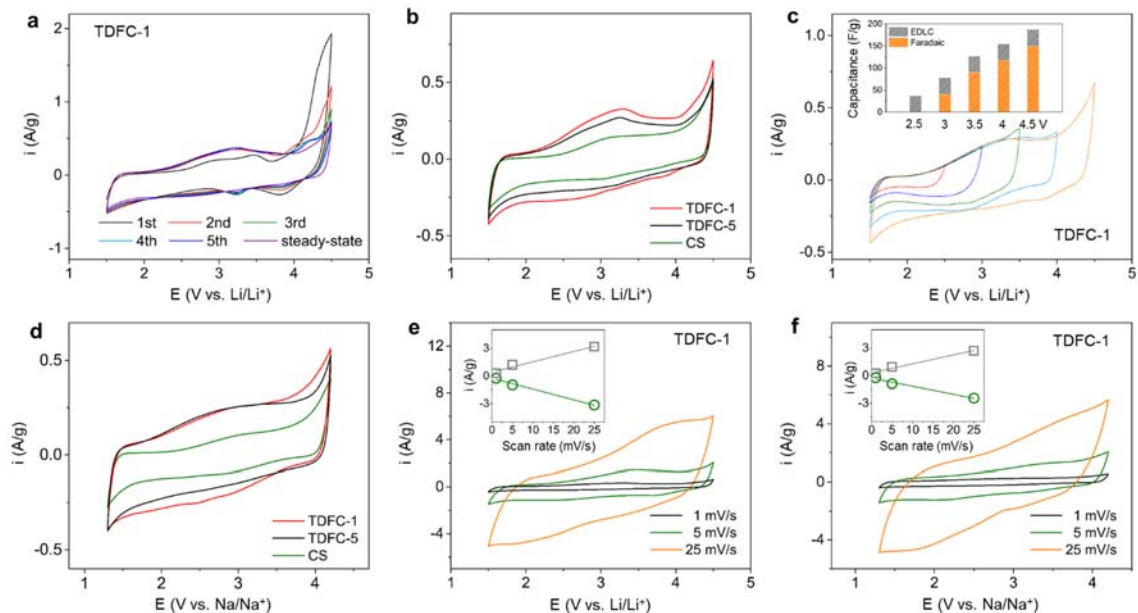 a
TDFC-1
2
1
0
-1
i (A/g)
1st 2nd 3rd
4th 5th steady-state
1 2 3 4 5
E (V vs. Li/Li⁺)
b
0.5
0.0
-0.5
i (A/g)
TDFC-1
TDFC-5
CS
1 2 3 4 5
E (V vs. Li/Li⁺)
c
1.0
0.5
0.0
-0.5
i (A/g)
200
150
100
50
0
Capacitance (F/g)
EDLC
Faradaic
2.5 3 3.5 4 4.5 V
TDFC-1
1 2 3 4 5
E (V vs. Li/Li⁺)
d
0.5
0.0
-0.5
i (A/g)
TDFC-1
TDFC-5
CS
1 2 3 4
E (V vs. Na/Na⁺)
e
TDFC-1
12
8
4
0
-4
i (A/g)
3
0
-3
i (A/g)
0 5 10 15 20 25
Scan rate (mV/s)
1 mV/s
5 mV/s
25 mV/s
1 2 3 4 5
E (V vs. Li/Li⁺)
f
TDFC-1
8
4
0
-4
i (A/g)
3
0
-3
i (A/g)
0 5 10 15 20 25
Scan rate (mV/s)
1 mV/s
5 mV/s
25 mV/s
1 2 3 4
E (V vs. Na/Na⁺)